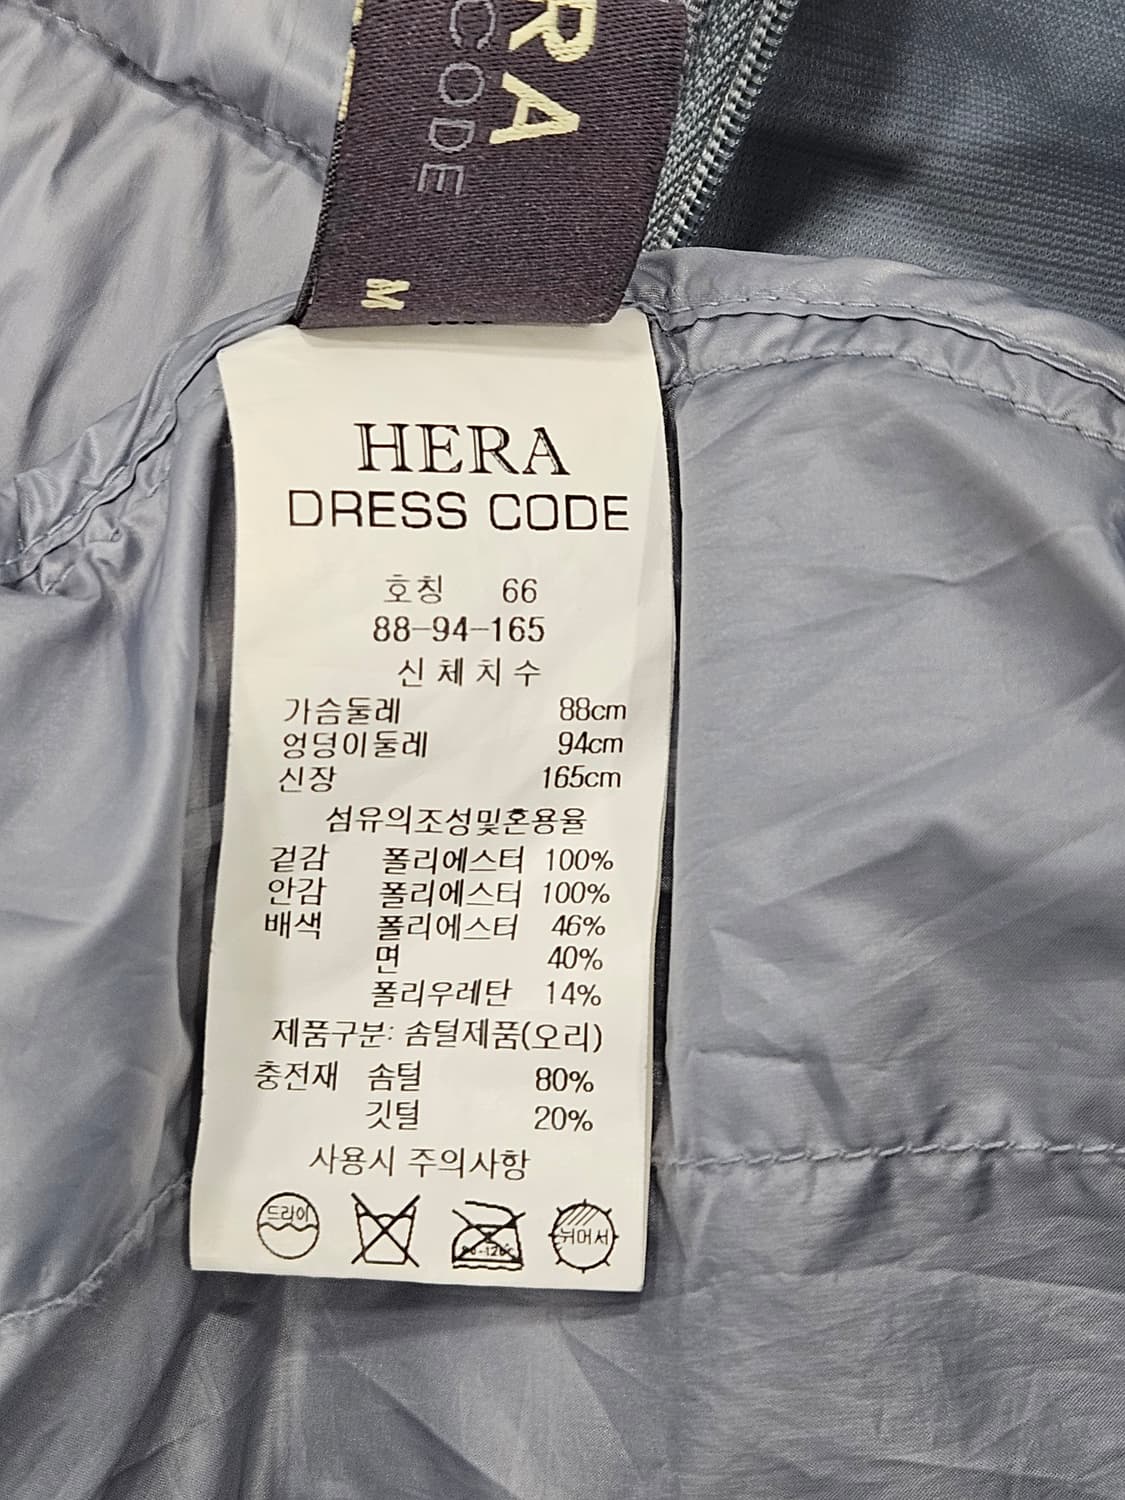 RA
CODE
M
HERA
DRESS CODE
호칭 66
88-94-165
신체치수
가슴둘레 88cm
엉덩이둘레 94cm
신장 165cm
섬유의조성및혼용율
겉감 폴리에스터 100%
안감 폴리에스터 100%
배색 폴리에스터 46%
면 40%
폴리우레탄 14%
제품구분: 솜털제품(오리)
충전재 솜털 80%
깃털 20%
사용시 주의사항
드라이
뉘어서